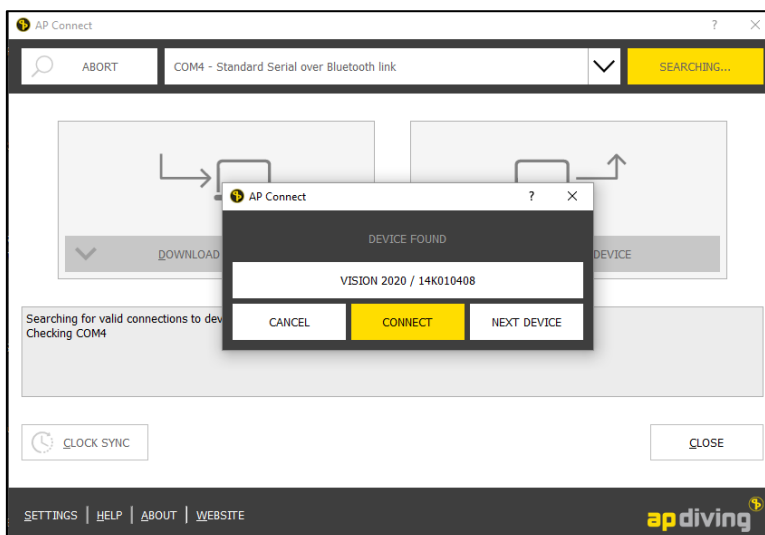 AP Connect
?
ABORT
COM4 - Standard Serial over Bluetooth link
SEARCHING...
AP Connect
?
DEVICE FOUND
VISION 2020 / 14K010408
CANCEL
CONNECT
NEXT DEVICE
DOWNLOAD
DEVICE
Searching for valid connections to
Checking COM4
CLOCK SYNC
CLOSE
SETTINGS | HELP | ABOUT | WEBSITE
apdiving